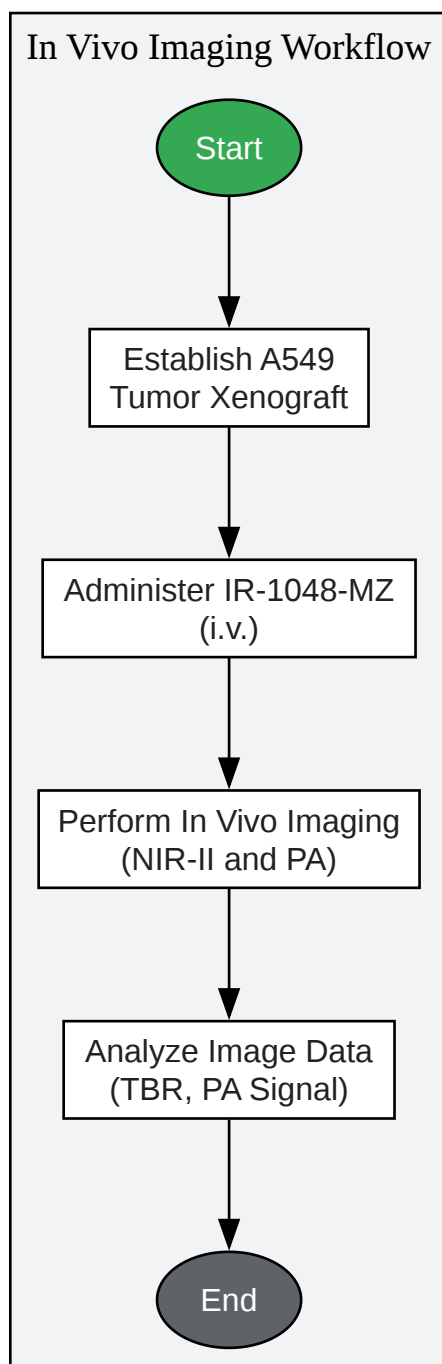 In Vivo Imaging Workflow
Start
Establish A549
Tumor Xenograft
Administer IR-1048-MZ
(i.v.)
Perform In Vivo Imaging
(NIR-II and PA)
Analyze Image Data
(TBR, PA Signal)
End